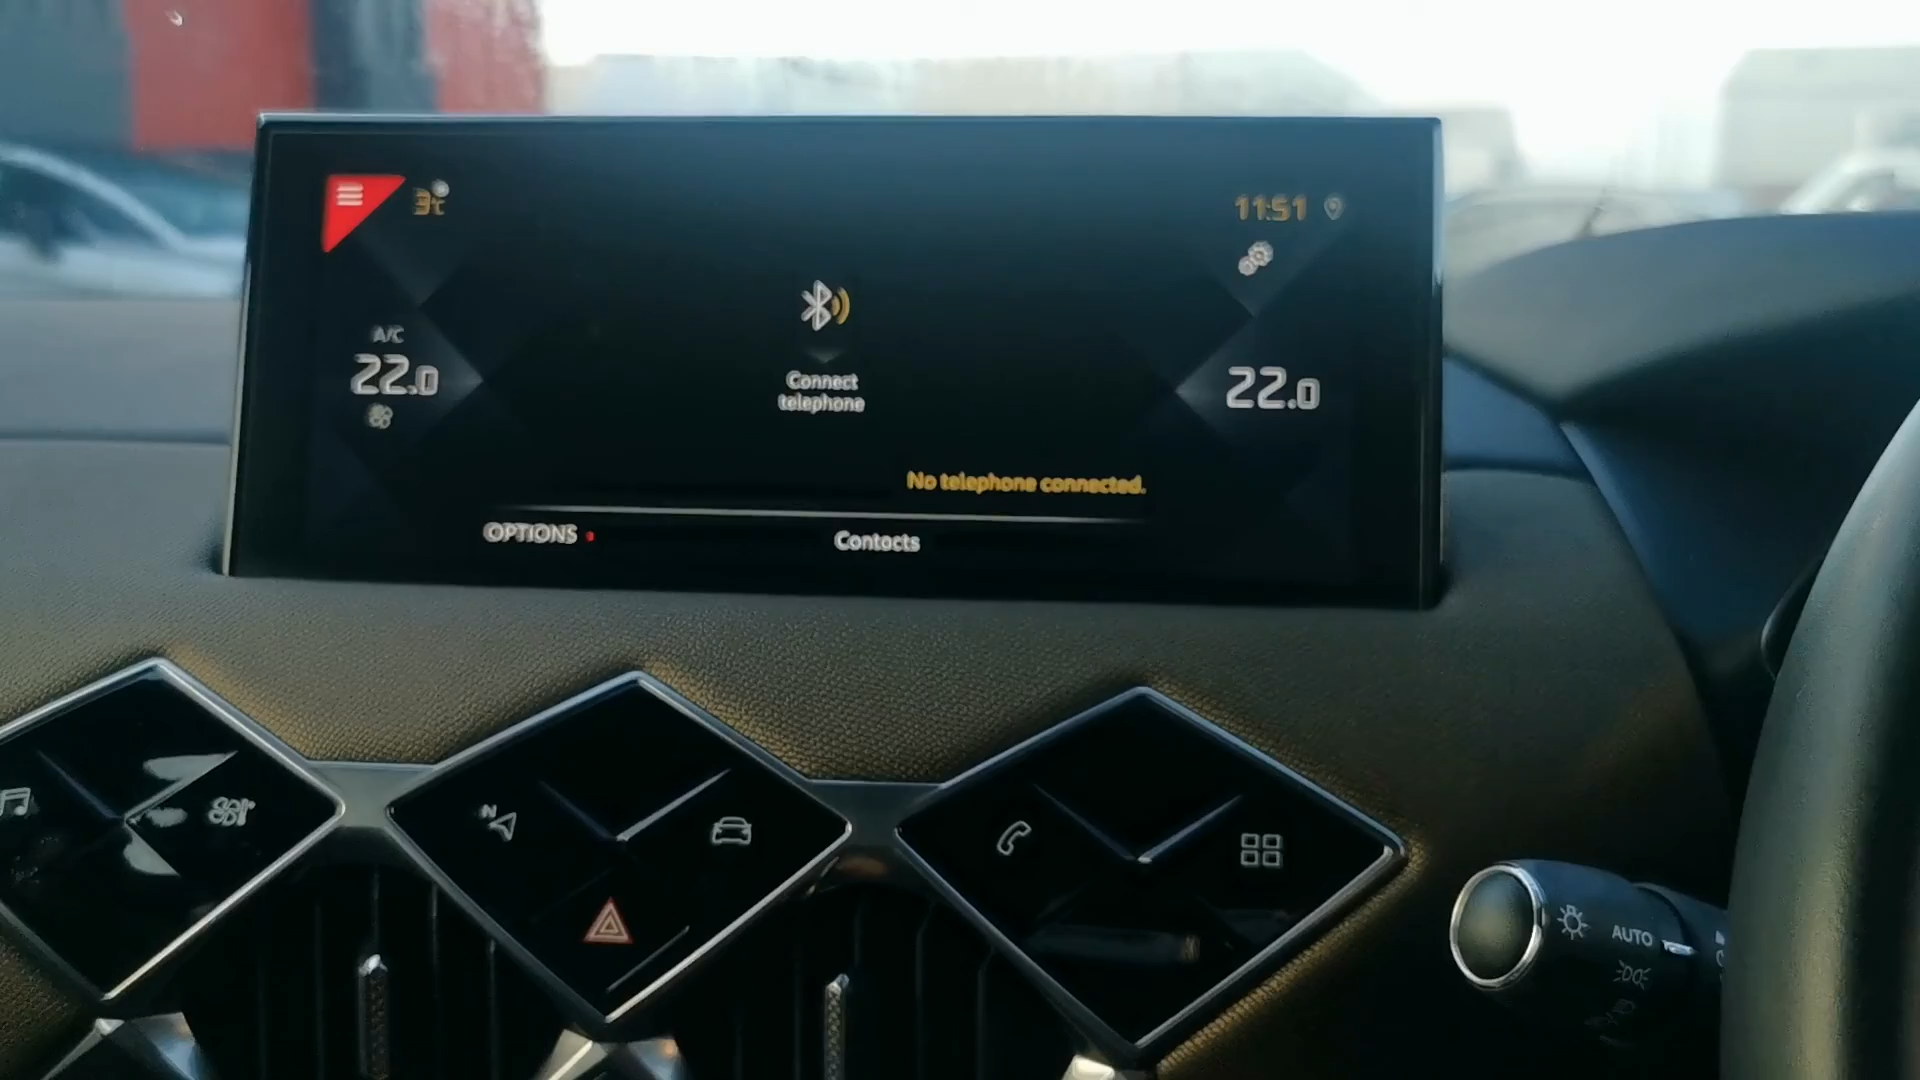 3°C
11:51
A/C
22.0
22.0
Connect
telephone
No telephone connected.
OPTIONS
Contacts
N
AUTO